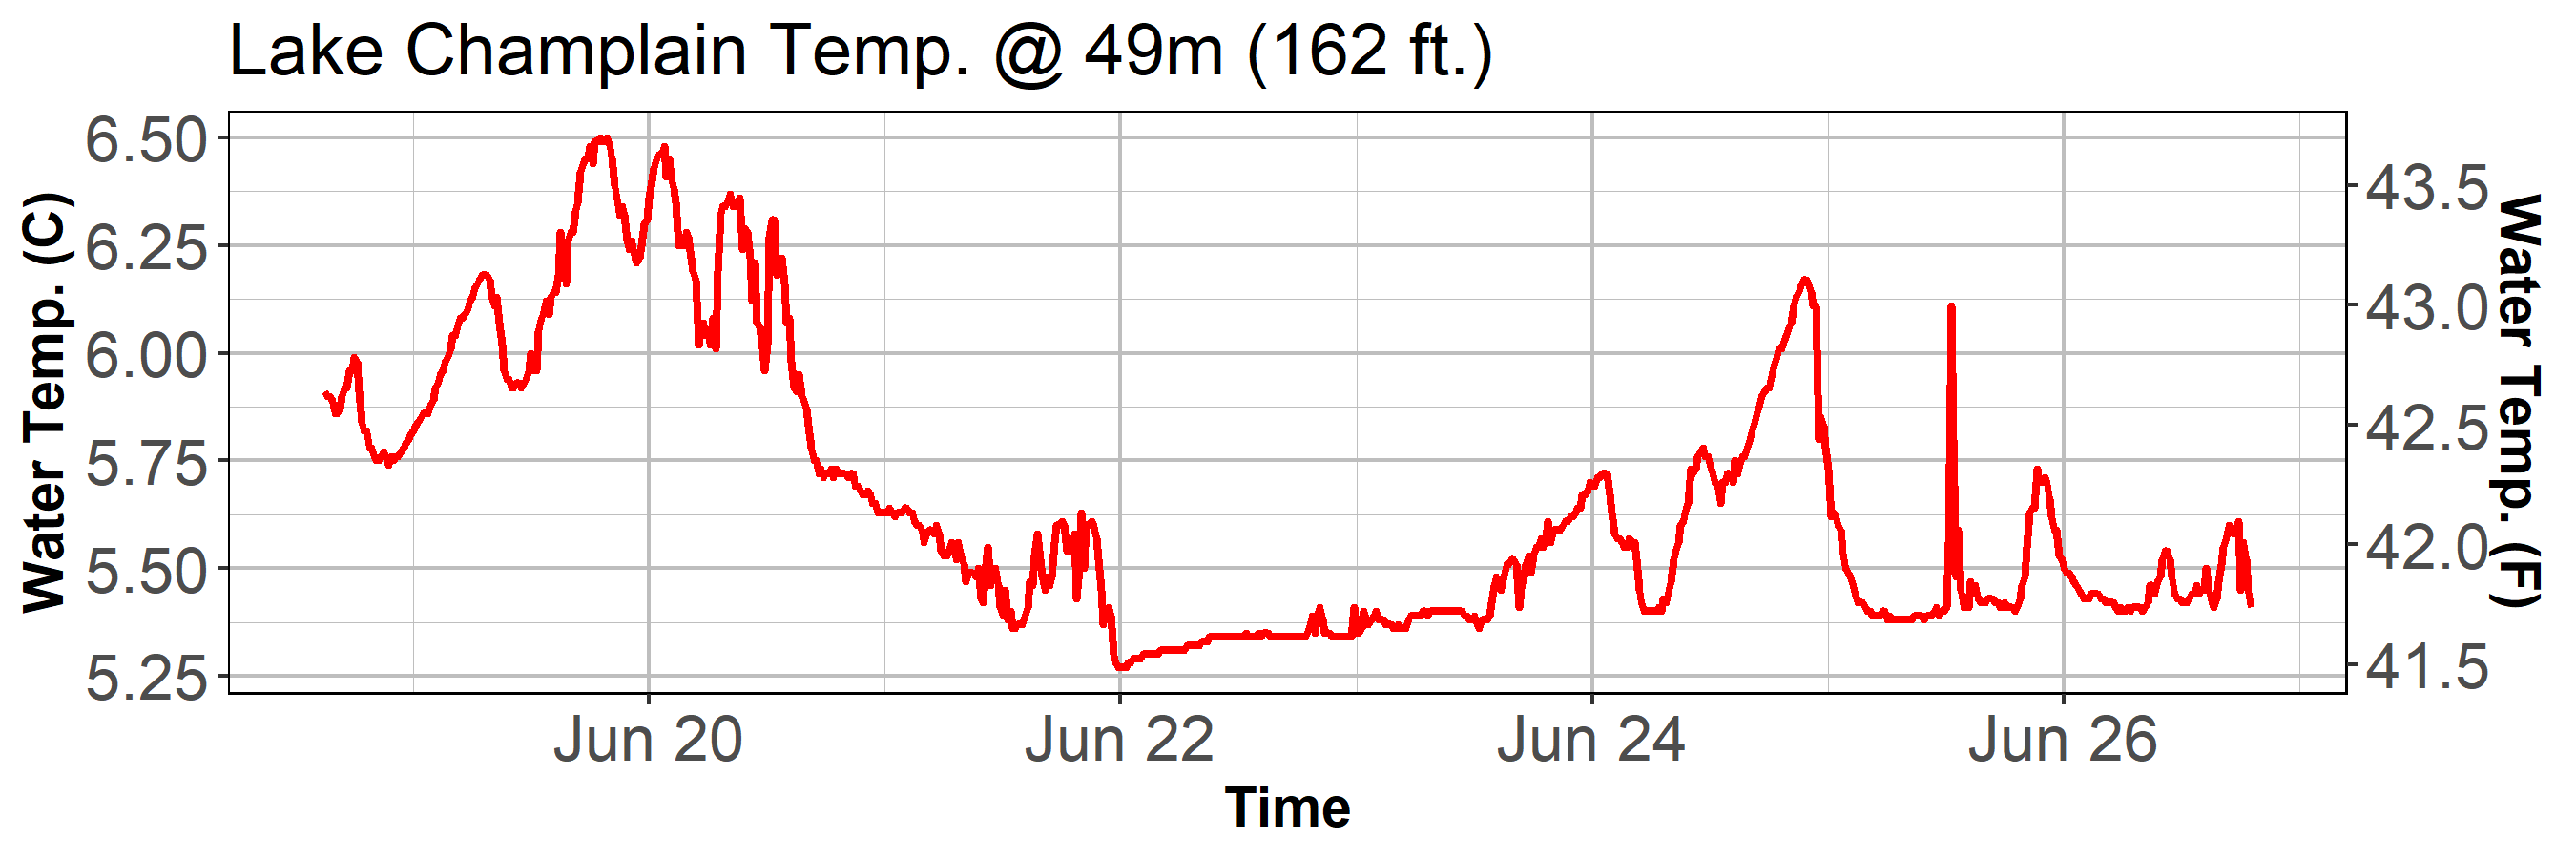 Lake Champlain Temp. @ 49m (162 ft.)
Water Temp. (C)
6.50
6.25
6.00
5.75
5.50
5.25
43.5
43.0
42.5
42.0
41.5
Water Temp. (F)
Jun 20 Jun 22 Jun 24 Jun 26
Time